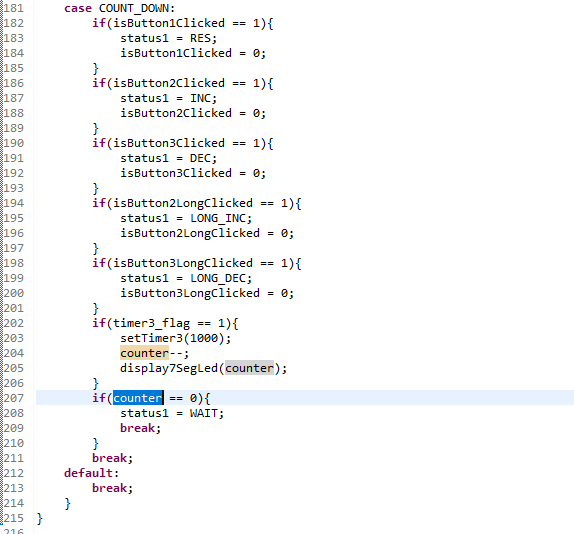 181 case COUNT_DOWN:
182 if(isButton1Clicked == 1){
183 status1 = RES;
184 isButton1Clicked = 0;
185 }
186 if(isButton2Clicked == 1){
187 status1 = INC;
188 isButton2Clicked = 0;
189 }
190 if(isButton3Clicked == 1){
191 status1 = DEC;
192 isButton3Clicked = 0;
193 }
194 if(isButton2LongClicked == 1){
195 status1 = LONG_INC;
196 isButton2LongClicked = 0;
197 }
198 if(isButton3LongClicked == 1){
199 status1 = LONG_DEC;
200 isButton3LongClicked = 0;
201 }
202 if(timer3_flag == 1){
203 setTimer3(1000);
204 counter--;
205 display7SegLed(counter);
206 }
207 if(counter == 0){
208 status1 = WAIT;
209 break;
210 }
211 break;
212 default:
213 break;
214 }
215 }
216